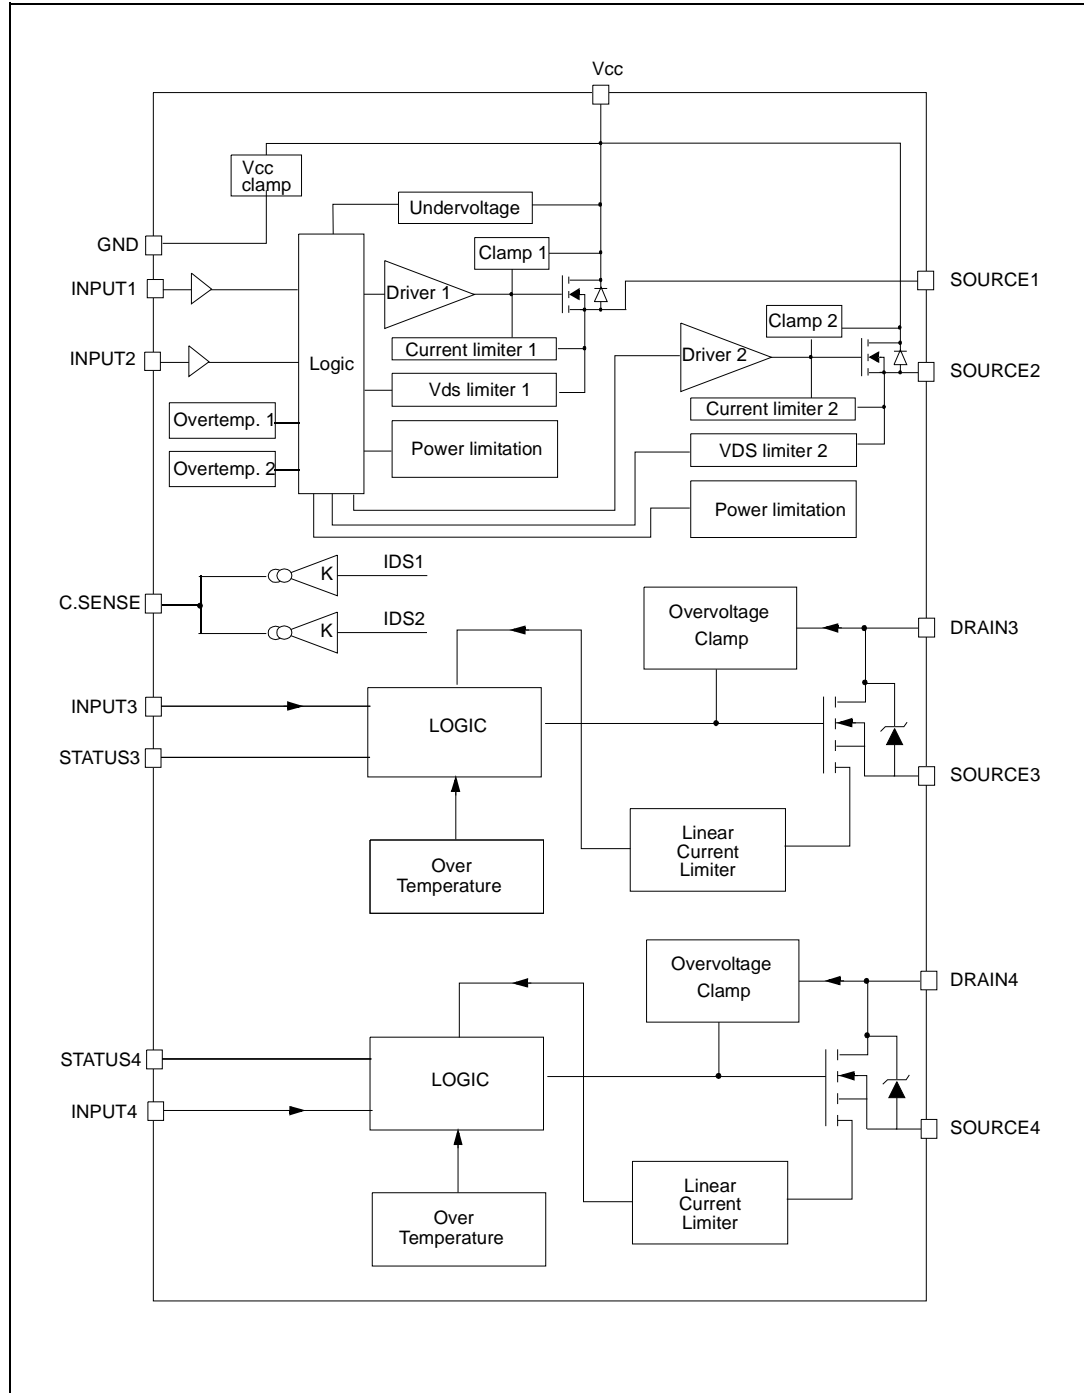 Vcc
Vcc
clamp
Undervoltage
GND
Clamp 1
INPUT1
Driver 1
SOURCE1
Clamp 2
INPUT2
Logic
Current limiter 1
Driver 2
SOURCE2
Vds limiter 1
Current limiter 2
Overtemp. 1
Power limitation
VDS limiter 2
Overtemp. 2
Power limitation
IDS1
K
C.SENSE
IDS2
K
Overvoltage
Clamp
DRAIN3
INPUT3
LOGIC
STATUS3
SOURCE3
Linear
Current
Limiter
Over
Temperature
Overvoltage
Clamp
DRAIN4
STATUS4
LOGIC
INPUT4
SOURCE4
Linear
Current
Limiter
Over
Temperature